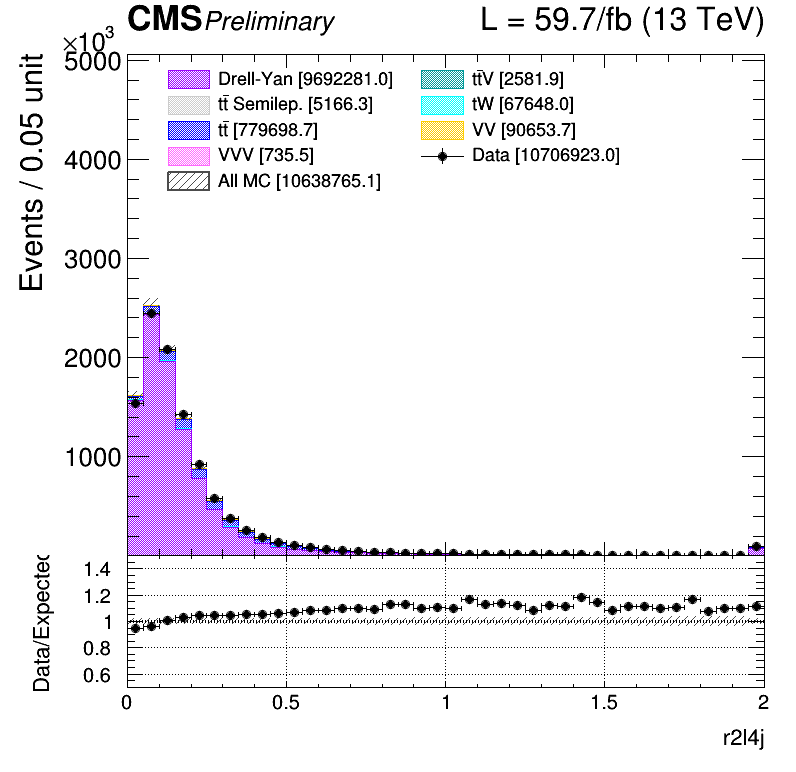 CMS Preliminary L = 59.7/fb (13 TeV)
×10³
Events / 0.05 unit
5000
4000
3000
2000
1000
Drell-Yan [9692281.0]
tt̄ Semilep. [5166.3]
tt̄ [779698.7]
VVV [735.5]
All MC [10638765.1]
tt̄V [2581.9]
tW [67648.0]
VV [90653.7]
Data [10706923.0]
Data/Expected
1.4
1.2
1
0.8
0.6
0 0.5 1 1.5 2
r2l4j